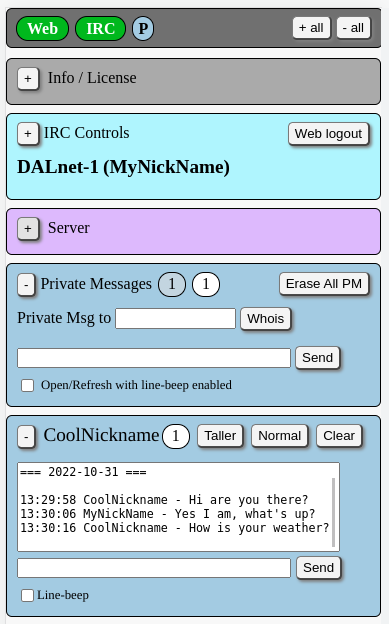 Web IRC P + all - all
+ Info / License
+ IRC Controls Web logout
DALnet-1 (MyNickName)
+ Server
- Private Messages 1 1 Erase All PM
Private Msg to Whois
Send
Open/Refresh with line-beep enabled
- CoolNickname 1 Taller Normal Clear
=== 2022-10-31 ===
13:29:58 CoolNickname - Hi are you there?
13:30:06 MyNickName - Yes I am, what's up?
13:30:16 CoolNickname - How is your weather?
Send
Line-beep